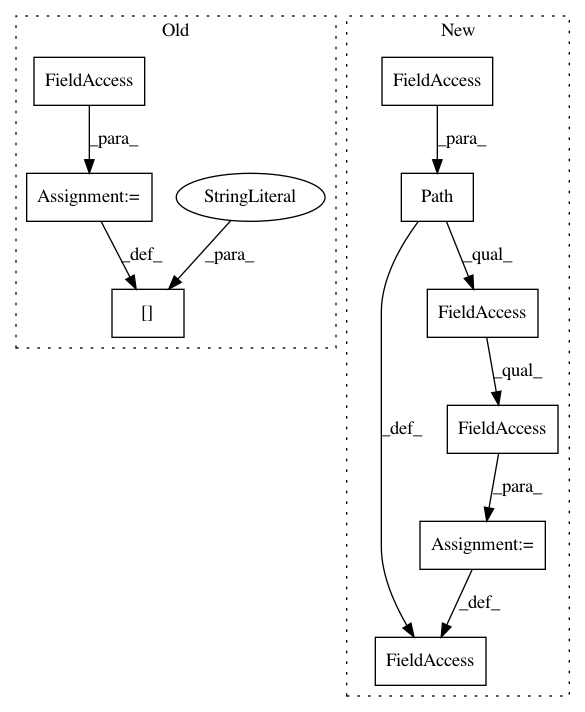 Old
New
FieldAccess
FieldAccess
_para_
_para_
Assignment:=
StringLiteral
Path
_def_
_para_
_qual_
[]
FieldAccess
_qual_
_def_
FieldAccess
_para_
Assignment:=
_def_
FieldAccess